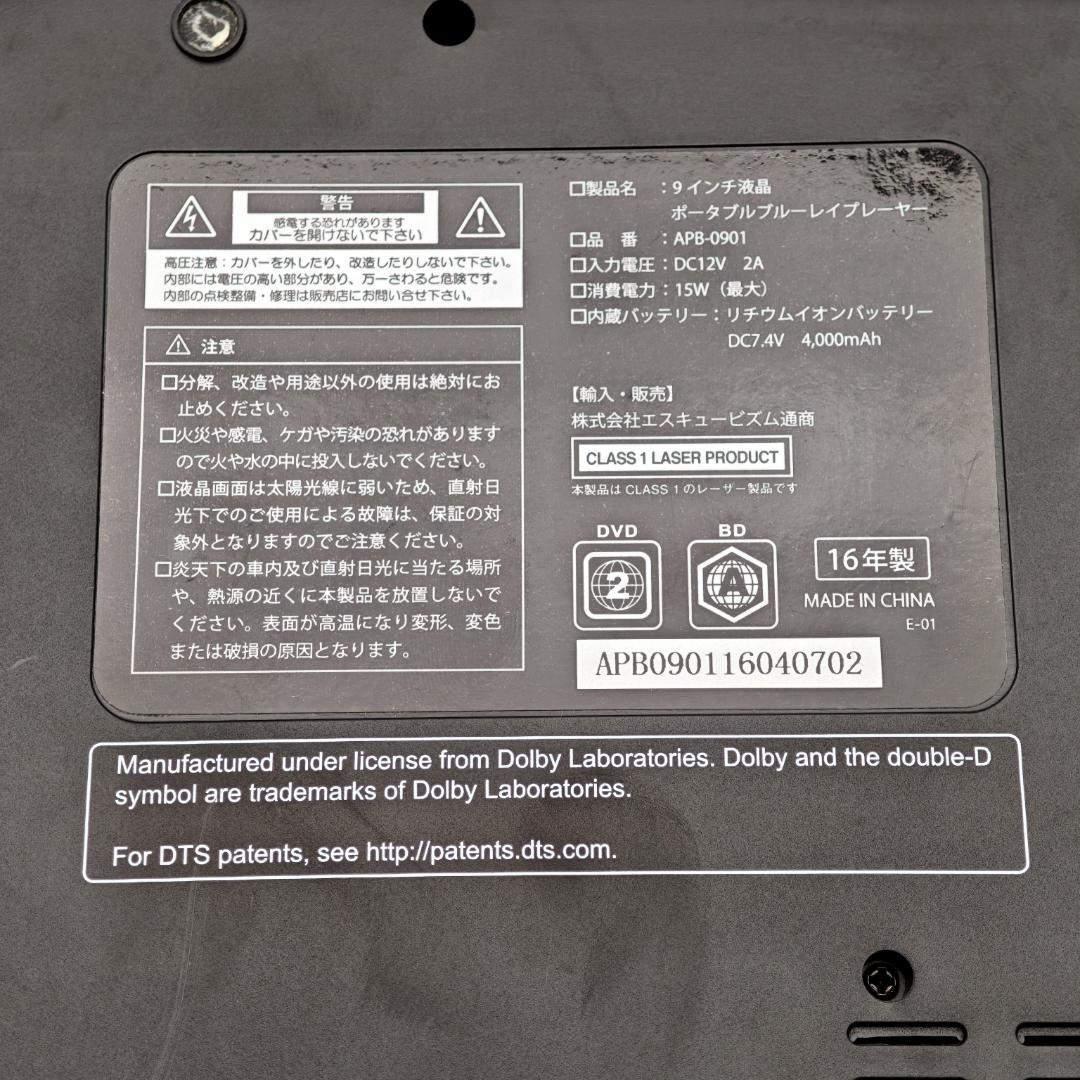 警告
感電する恐れがあります
カバーを開けないで下さい
高圧注意：カバーを外したり、改造したりしないで下さい。
内部には電圧の高い部分があり、万一さわると危険です。
内部の点検整備・修理は販売店にお問い合せ下さい。
注意
□分解、改造や用途以外の使用は絶対にお
止めください。
□火災や感電、ケガや汚染の恐れがあります
ので火や水の中に投入しないでください。
□液晶画面は太陽光線に弱いため、直射日
光下でのご使用による故障は、保証の対
象外となりますのでご注意ください。
□炎天下の車内及び直射日光に当たる場所
や、熱源の近くに本製品を放置しないで
ください。表面が高温になり変形、変色
または破損の原因となります。
□製品名　：9インチ液晶
ポータブルブルーレイプレーヤー
□品　番　：APB-0901
□入力電圧：DC12V　2A
□消費電力：15W（最大）
□内蔵バッテリー：リチウムイオンバッテリー
DC7.4V　4,000mAh
【輸入・販売】
株式会社エスキュービズム通商
CLASS 1 LASER PRODUCT
本製品は CLASS 1 のレーザー製品です
DVD
2
BD
A
16年製
MADE IN CHINA
E-01
APB090116040702
Manufactured under license from Dolby Laboratories. Dolby and the double-D
symbol are trademarks of Dolby Laboratories.
For DTS patents, see http://patents.dts.com.